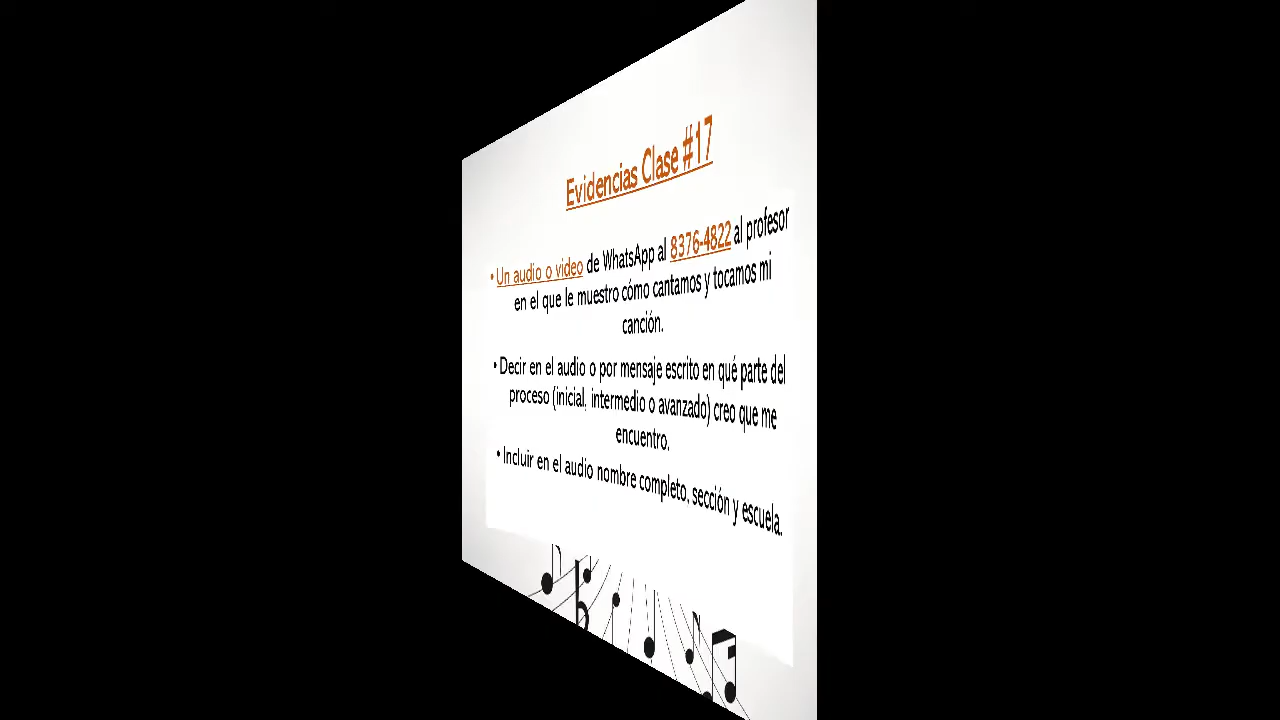 Evidencias Clase #17
• Un audio o video de WhatsApp al 8376-4822 al profesor
en el que le muestro cómo cantamos y tocamos mi
canción.
• Decir en el audio o por mensaje escrito en qué parte del
proceso (inicial, intermedio o avanzado) creo que me
encuentro.
• Incluir en el audio nombre completo, sección y escuela.